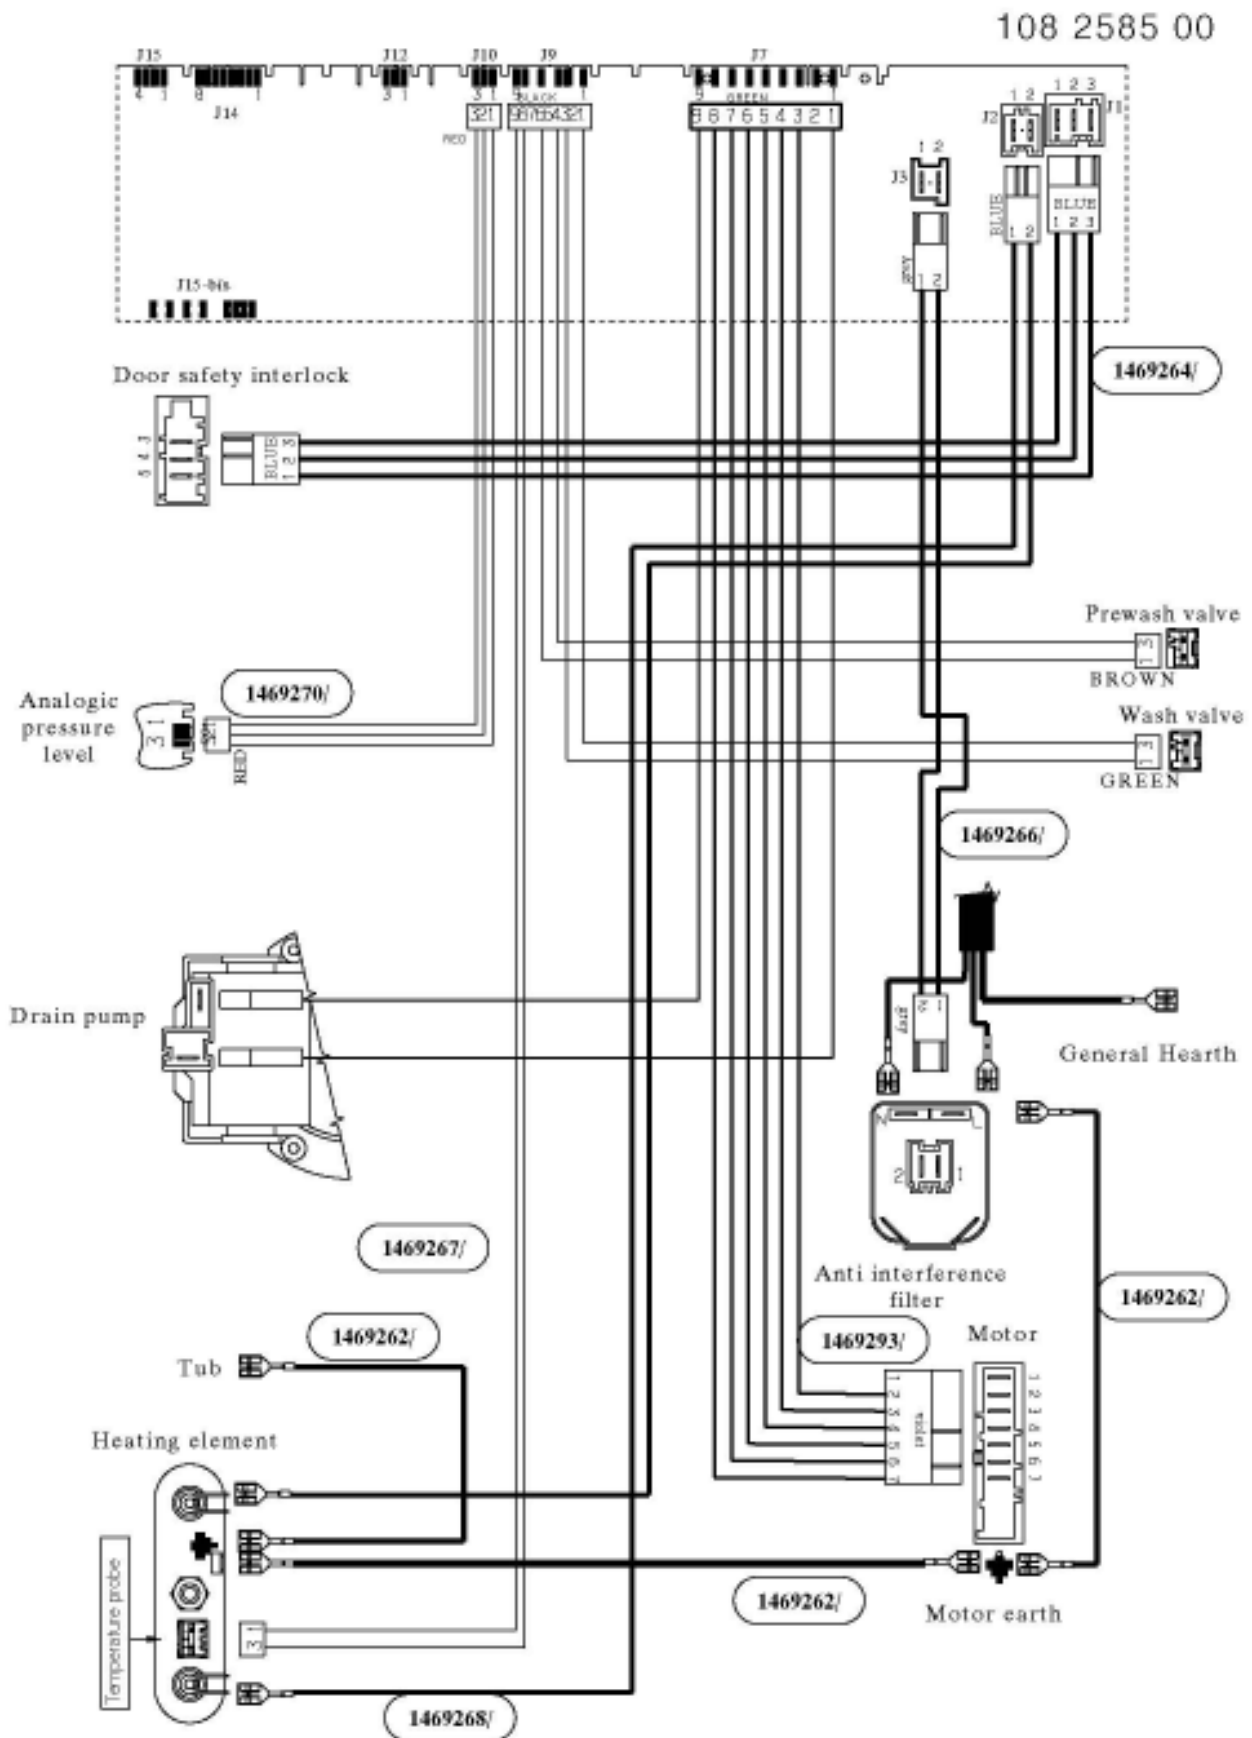 108 2585 00
J15 J12 J10 J9 J7
4 1 8 1 3 1 3 1 9 1 9 1
J14
BLACK GREEN
321 987654321 9 8 7 6 5 4 3 2 1
RED
1 2 1 2 3
J2 J1
1 2
J3
BLUE BLUE
1 2 1 2 3
1 2
J15-bis
Door safety interlock
1469264/
3 4 5
BLUE
3 2 1
Prewash valve
1 3
BROWN
Analogic
pressure
level
1469270/
3 1
321
RED
Wash valve
1 3
GREEN
1469266/
Drain pump
2 1
grey
General Hearth
N L
2 1
Anti interference
filter
1469267/
1469262/
1469262/
1469293/
Motor
Tub
1 2 3 4 5 6 7
violet
1 2 3 4 5 6 7
Heating element
Temperature probe
3 1
1469262/
Motor earth
1469268/